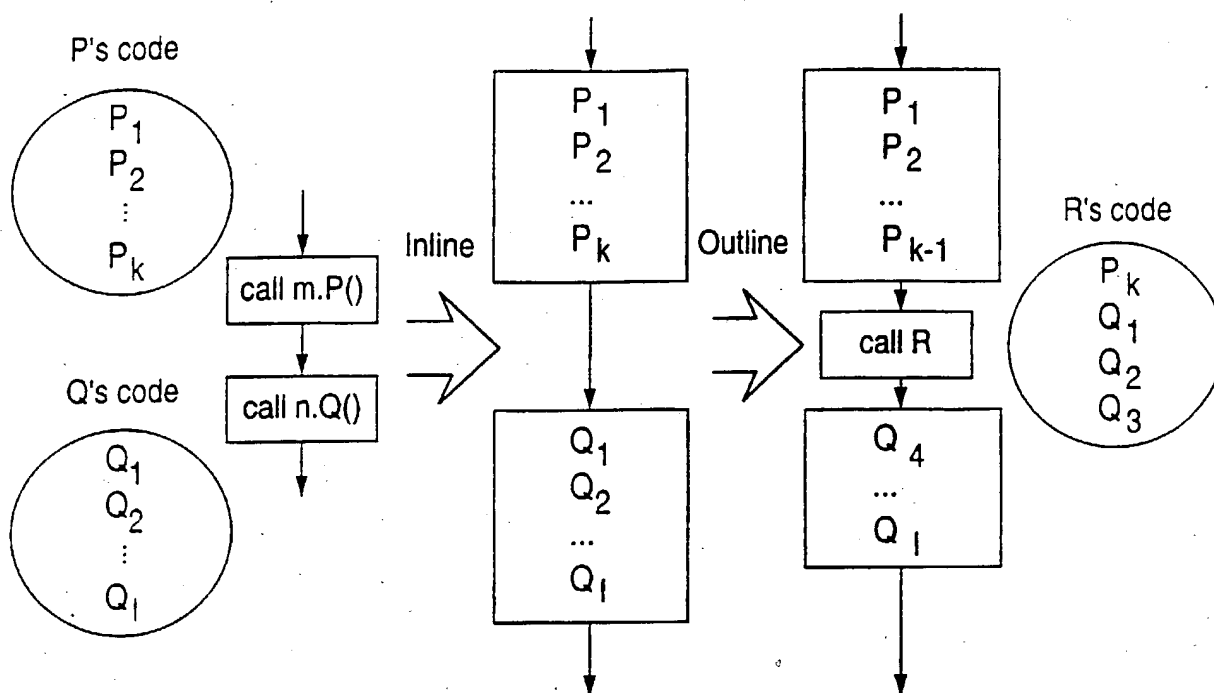 P's code
P1
P2
⋮
Pk
call m.P()
call n.Q()
Q's code
Q1
Q2
⋮
Ql
Inline
P1
P2
...
Pk
Q1
Q2
...
Ql
Outline
P1
P2
...
Pk-1
call R
Q4
...
Ql
R's code
Pk
Q1
Q2
Q3